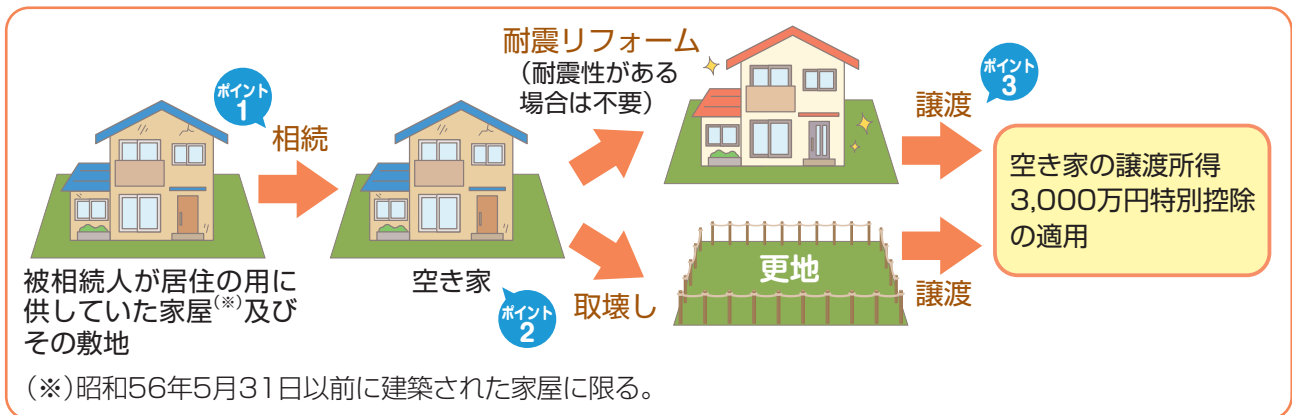 ポイント
1
相続
被相続人が居住の用に
供していた家屋(※)及び
その敷地
空き家
ポイント
2
耐震リフォーム
（耐震性がある
場合は不要）
取壊し
更地
ポイント
3
譲渡
譲渡
空き家の譲渡所得
3,000万円特別控除
の適用
(※)昭和56年5月31日以前に建築された家屋に限る。